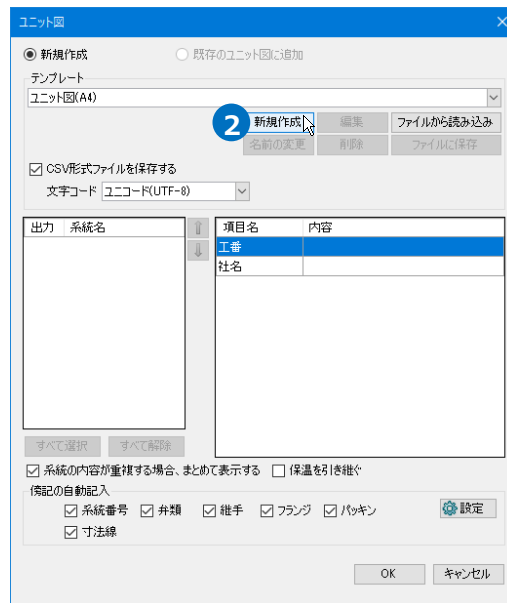 ユニット図
新規作成 既存のユニット図に追加
テンプレート
ユニット図(A4)
2 新規作成 編集 ファイルから読み込み
名前の変更 削除 ファイルに保存
CSV形式ファイルを保存する
文字コード ユニコード(UTF-8)
出力 系統名 項目名 内容
工番
社名
すべて選択 すべて解除
系統の内容が重複する場合、まとめて表示する 保温を引き継ぐ
傍記の自動記入
系統番号 弁類 継手 フランジ パッキン 設定
寸法線
OK キャンセル